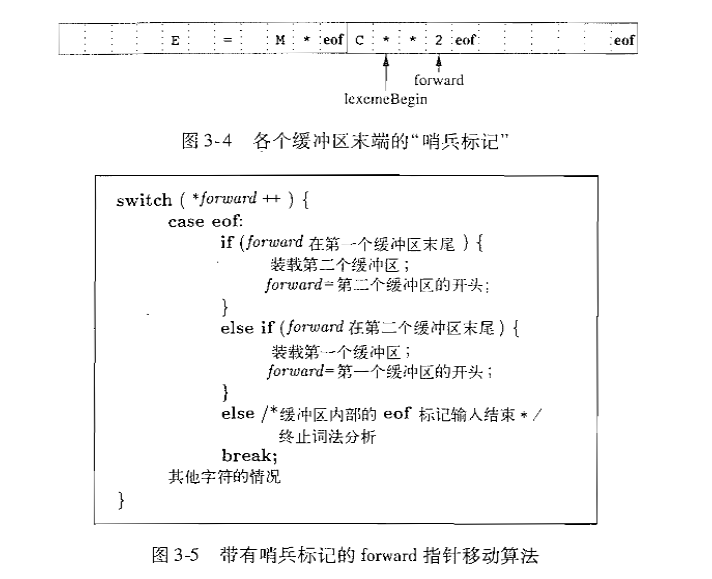 E = M * eof C * * 2 eof eof
forward
lexemeBegin
图 3-4 各个缓冲区末端的“哨兵标记”
switch ( *forward ++ ) {
case eof:
if (forward 在第一个缓冲区末尾 ) {
装载第二个缓冲区；
forward=第二个缓冲区的开头；
}
else if (forward 在第二个缓冲区末尾) {
装载第一个缓冲区；
forward=第一个缓冲区的开头；
}
else /*缓冲区内部的 eof 标记输入结束 * /
终止词法分析
break;
其他字符的情况
}
图 3-5 带有哨兵标记的 forward 指针移动算法